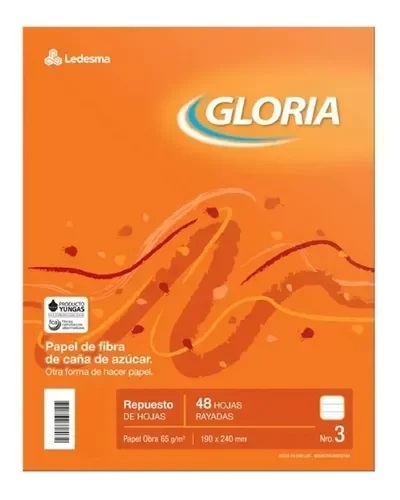 Ledesma
GLORIA
PRODUCTO
YUNGAS
Papel de fibra
de caña de azúcar.
Otra forma de hacer papel.
Repuesto
DE HOJAS
48 HOJAS
RAYADAS
Papel Obra 65 g/m²
190 x 240 mm
Nro. 3